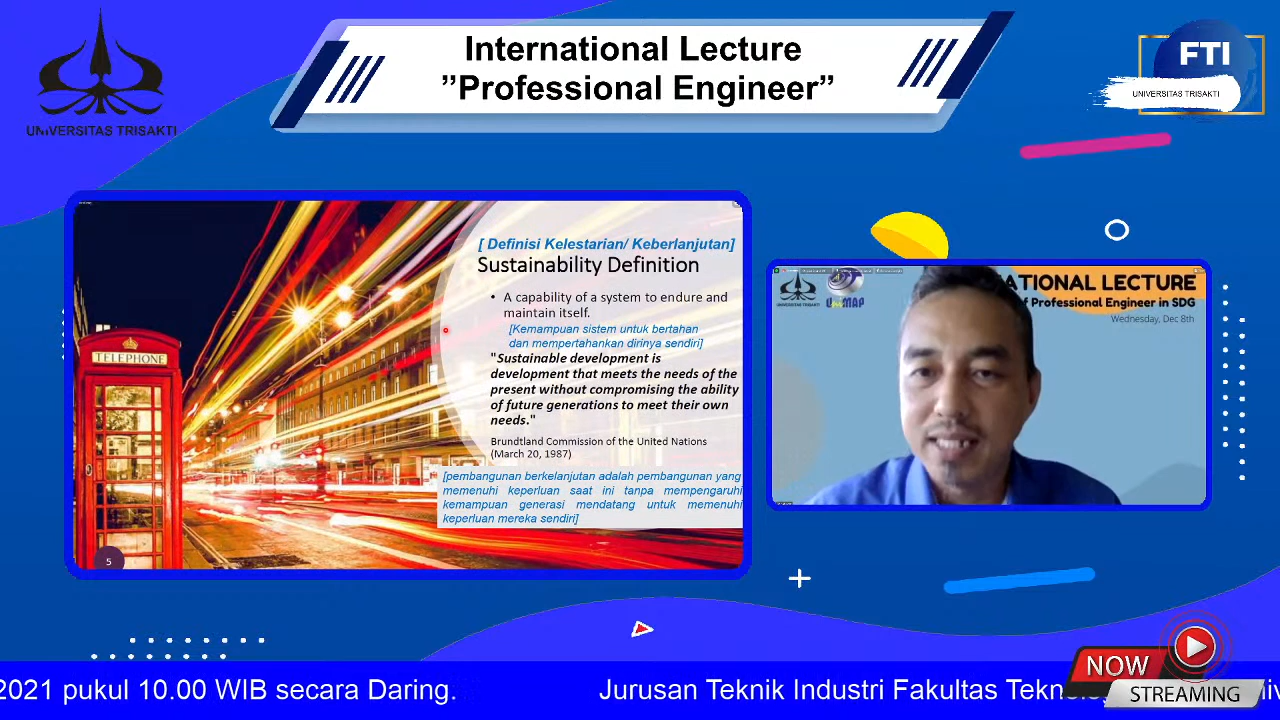 International Lecture
”Professional Engineer”
UNIVERSITAS TRISAKTI
FTI
UNIVERSITAS TRISAKTI
[ Definisi Kelestarian/ Keberlanjutan]
Sustainability Definition
• A capability of a system to endure and
maintain itself.
[Kemampuan sistem untuk bertahan
dan mempertahankan dirinya sendiri]
"Sustainable development is
development that meets the needs of the
present without compromising the ability
of future generations to meet their own
needs."
Brundtland Commission of the United Nations
(March 20, 1987)
[pembangunan berkelanjutan adalah pembangunan yang
memenuhi keperluan saat ini tanpa mempengaruhi
kemampuan generasi mendatang untuk memenuhi
keperluan mereka sendiri]
TELEPHONE
5
UNIVERSITAS TRISAKTI
UniMAP
NATIONAL LECTURE
of Professional Engineer in SDG
Wednesday, Dec 8th
2021 pukul 10.00 WIB secara Daring.
Jurusan Teknik Industri Fakultas
NOW
STREAMING